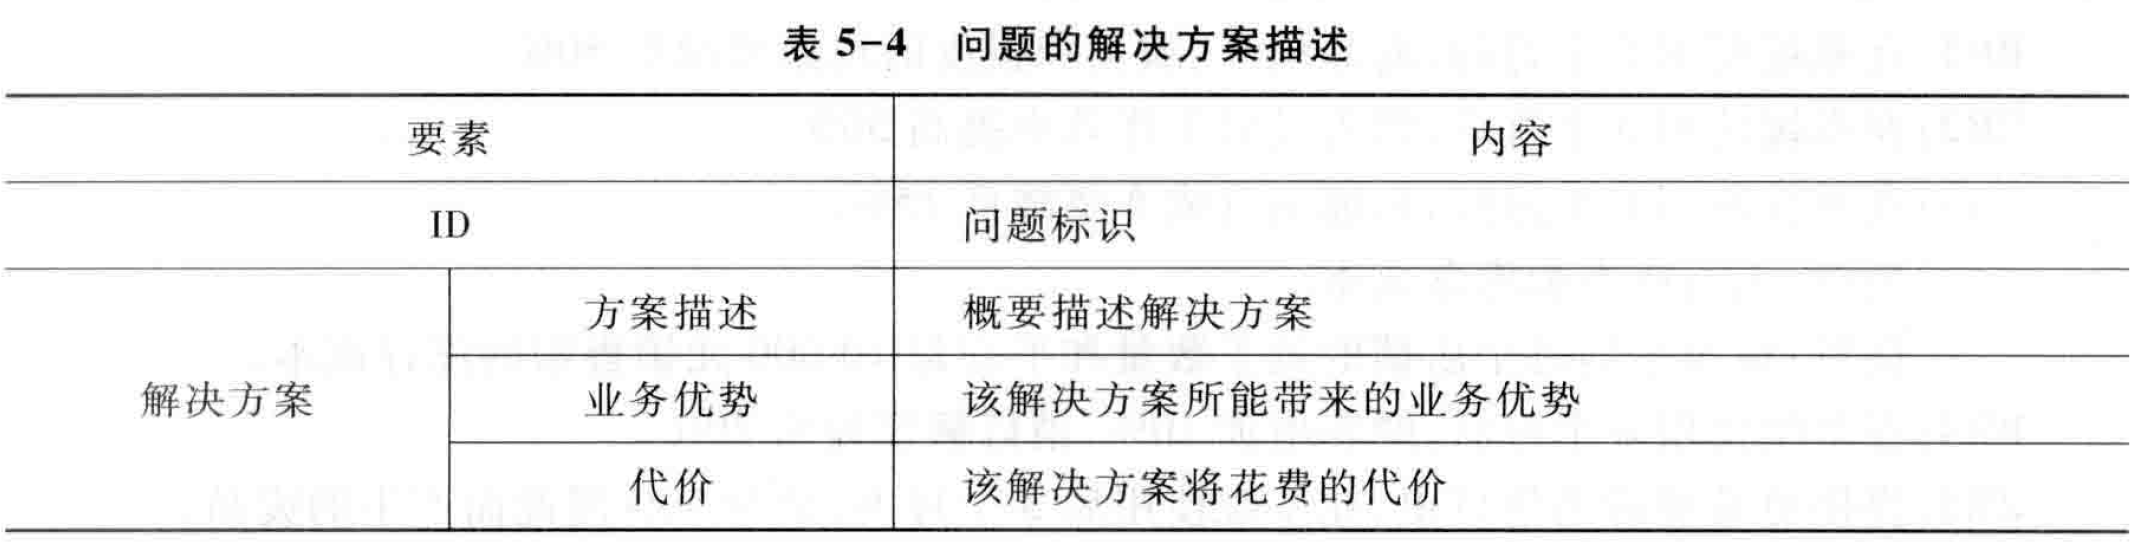 表 5-4 问题的解决方案描述
要素 内容
ID 问题标识
解决方案 方案描述 概要描述解决方案
业务优势 该解决方案所能带来的业务优势
代价 该解决方案将花费的代价